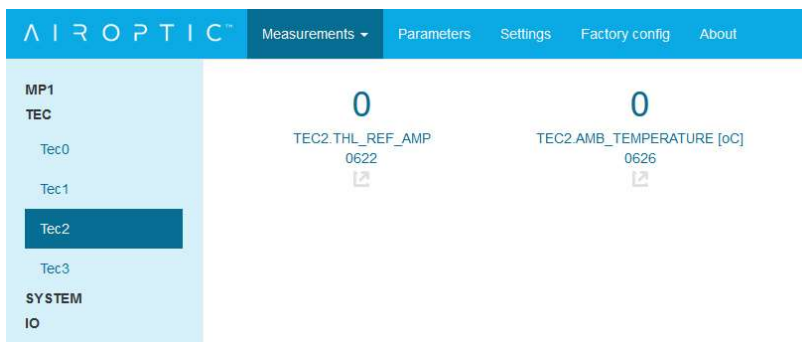 AIROPTIC™ Measurements Parameters Settings Factory config About
MP1
TEC
Tec0
Tec1
Tec2
Tec3
SYSTEM
IO
0 0
TEC2.THL_REF_AMP TEC2.AMB_TEMPERATURE [oC]
0622 0626